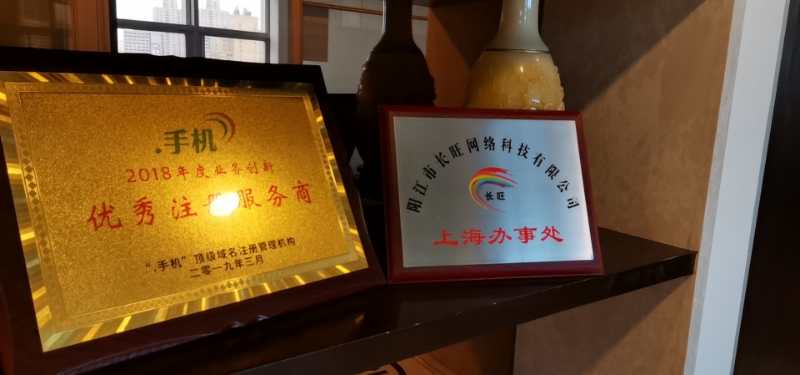 .手机
2018年度业务创新
优秀注册服务商
“.手机”顶级域名注册管理机构
二零一九年三月
阳江市长旺网络科技有限公司
长旺
上海办事处